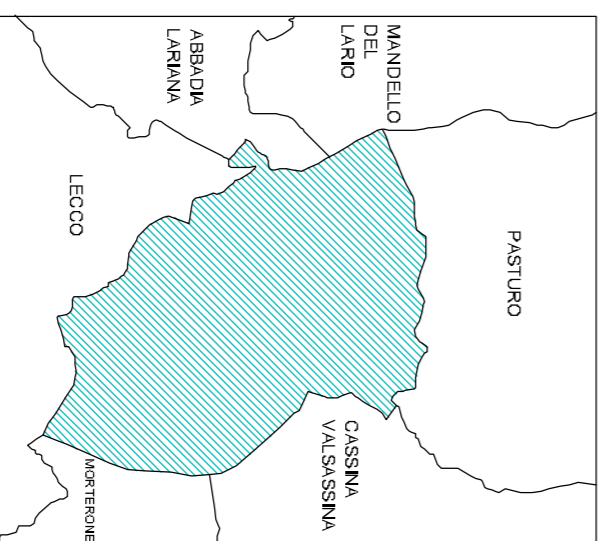 MANDELLO
DEL
LARIO
ABBADIA
LARIANA
LECCO
PASTURO
CASSINA
VALSASSINA
MORTERONE